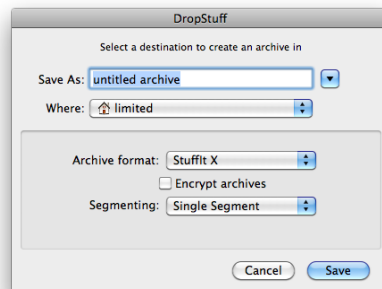 DropStuff
Select a destination to create an archive in
Save As: untitled archive
Where: limited
Archive format: StuffIt X
Encrypt archives
Segmenting: Single Segment
Cancel Save